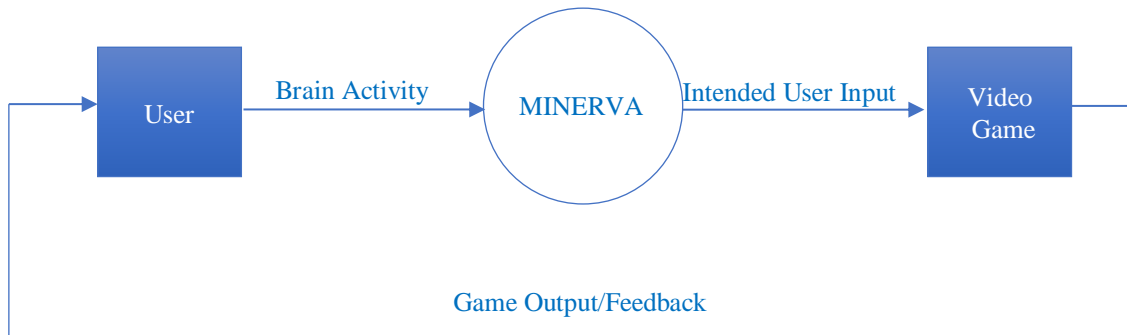 User
Brain Activity
MINERVA
Intended User Input
Video
Game
Game Output/Feedback